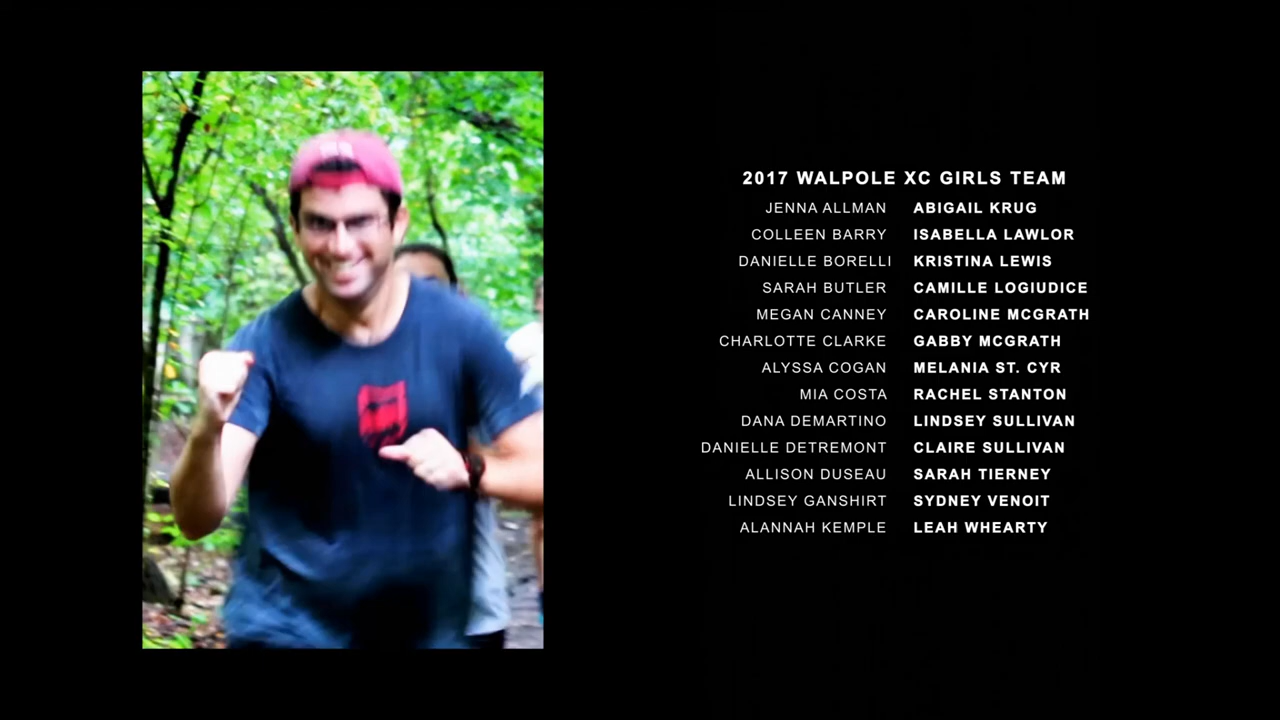 2017 WALPOLE XC GIRLS TEAM
JENNA ALLMAN ABIGAIL KRUG
COLLEEN BARRY ISABELLA LAWLOR
DANIELLE BORELLI KRISTINA LEWIS
SARAH BUTLER CAMILLE LOGIUDICE
MEGAN CANNEY CAROLINE MCGRATH
CHARLOTTE CLARKE GABBY MCGRATH
ALYSSA COGAN MELANIA ST. CYR
MIA COSTA RACHEL STANTON
DANA DEMARTINO LINDSEY SULLIVAN
DANIELLE DETREMONT CLAIRE SULLIVAN
ALLISON DUSEAU SARAH TIERNEY
LINDSEY GANSHIRT SYDNEY VENOIT
ALANNAH KEMPLE LEAH WHEARTY